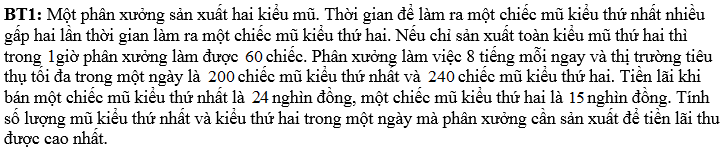 BT1: Một phân xưởng sản xuất hai kiểu mũ. Thời gian để làm ra một chiếc mũ kiểu thứ nhất nhiều
gấp hai lần thời gian làm ra một chiếc mũ kiểu thứ hai. Nếu chỉ sản xuất toàn kiểu mũ thứ hai thì
trong 1giờ phân xưởng làm được 60 chiếc. Phân xưởng làm việc 8 tiếng mỗi ngay và thị trường tiêu
thụ tối đa trong một ngày là 200 chiếc mũ kiểu thứ nhất và 240 chiếc mũ kiểu thứ hai. Tiền lãi khi
bán một chiếc mũ kiểu thứ nhất là 24 nghìn đồng, một chiếc mũ kiểu thứ hai là 15 nghìn đồng. Tính
số lượng mũ kiểu thứ nhất và kiểu thứ hai trong một ngày mà phân xưởng cần sản xuất để tiền lãi thu
được cao nhất.